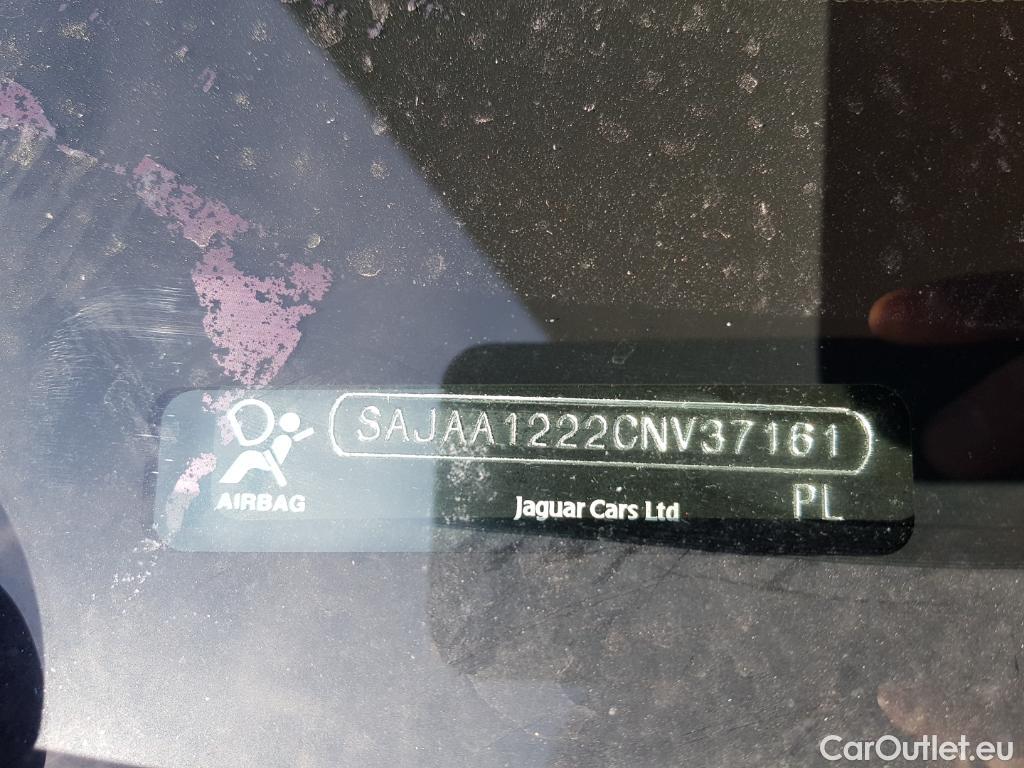 SAJAA1222CNV37161
AIRBAG
Jaguar Cars Ltd
PL
CarOutlet.eu